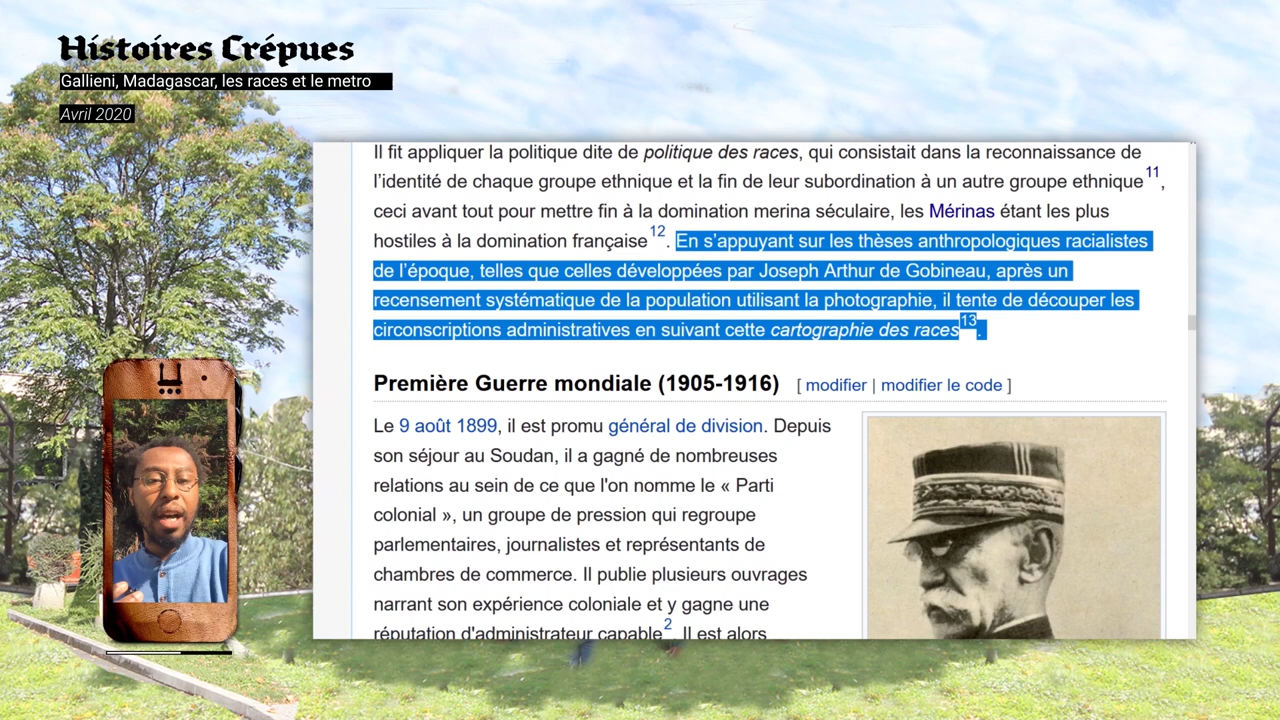 Histoires Crépues
Gallieni, Madagascar, les races et le metro
Avril 2020
Il fit appliquer la politique dite de politique des races, qui consistait dans la reconnaissance de
l'identité de chaque groupe ethnique et la fin de leur subordination à un autre groupe ethnique11,
ceci avant tout pour mettre fin à la domination merina séculaire, les Mérinas étant les plus
hostiles à la domination française12. En s'appuyant sur les thèses anthropologiques racialistes
de l'époque, telles que celles développées par Joseph Arthur de Gobineau, après un
recensement systématique de la population utilisant la photographie, il tente de découper les
circonscriptions administratives en suivant cette cartographie des races13.
Première Guerre mondiale (1905-1916) [ modifier | modifier le code ]
Le 9 août 1899, il est promu général de division. Depuis
son séjour au Soudan, il a gagné de nombreuses
relations au sein de ce que l'on nomme le « Parti
colonial », un groupe de pression qui regroupe
parlementaires, journalistes et représentants de
chambres de commerce. Il publie plusieurs ouvrages
narrant son expérience coloniale et y gagne une
réputation d'administrateur capable2. Il est alors